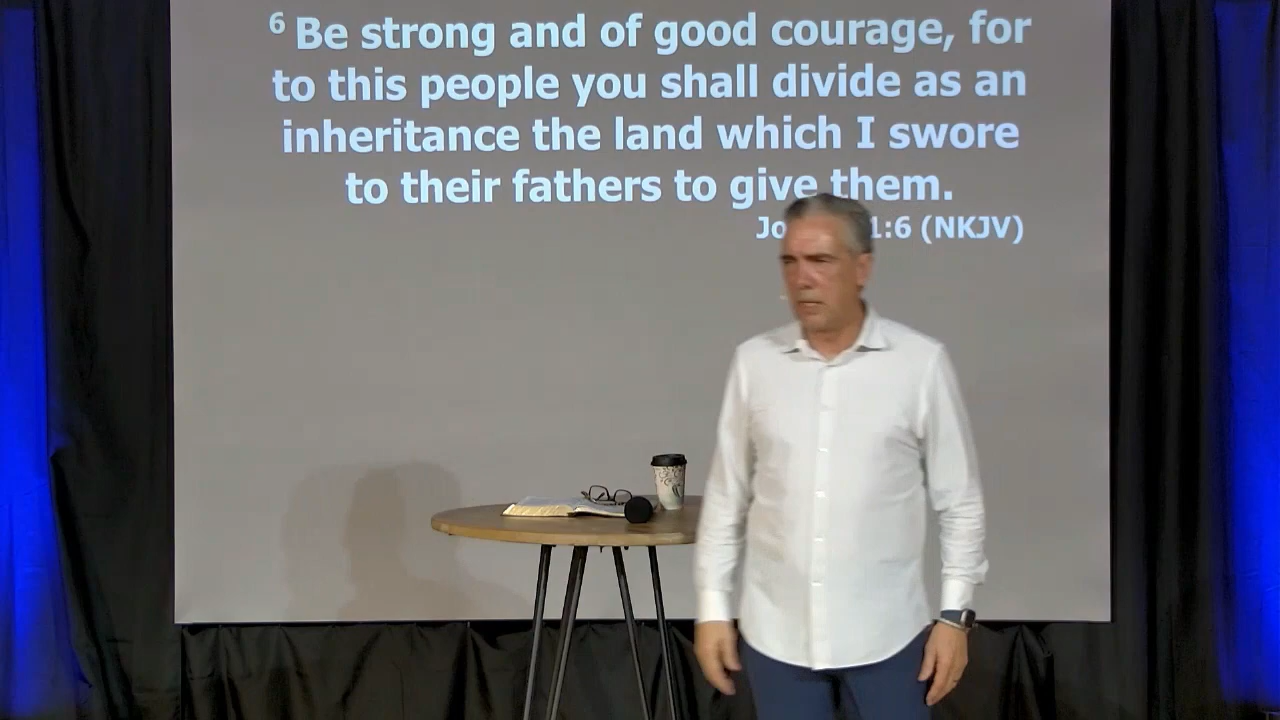 6 Be strong and of good courage, for
to this people you shall divide as an
inheritance the land which I swore
to their fathers to give them.
1:6 (NKJV)